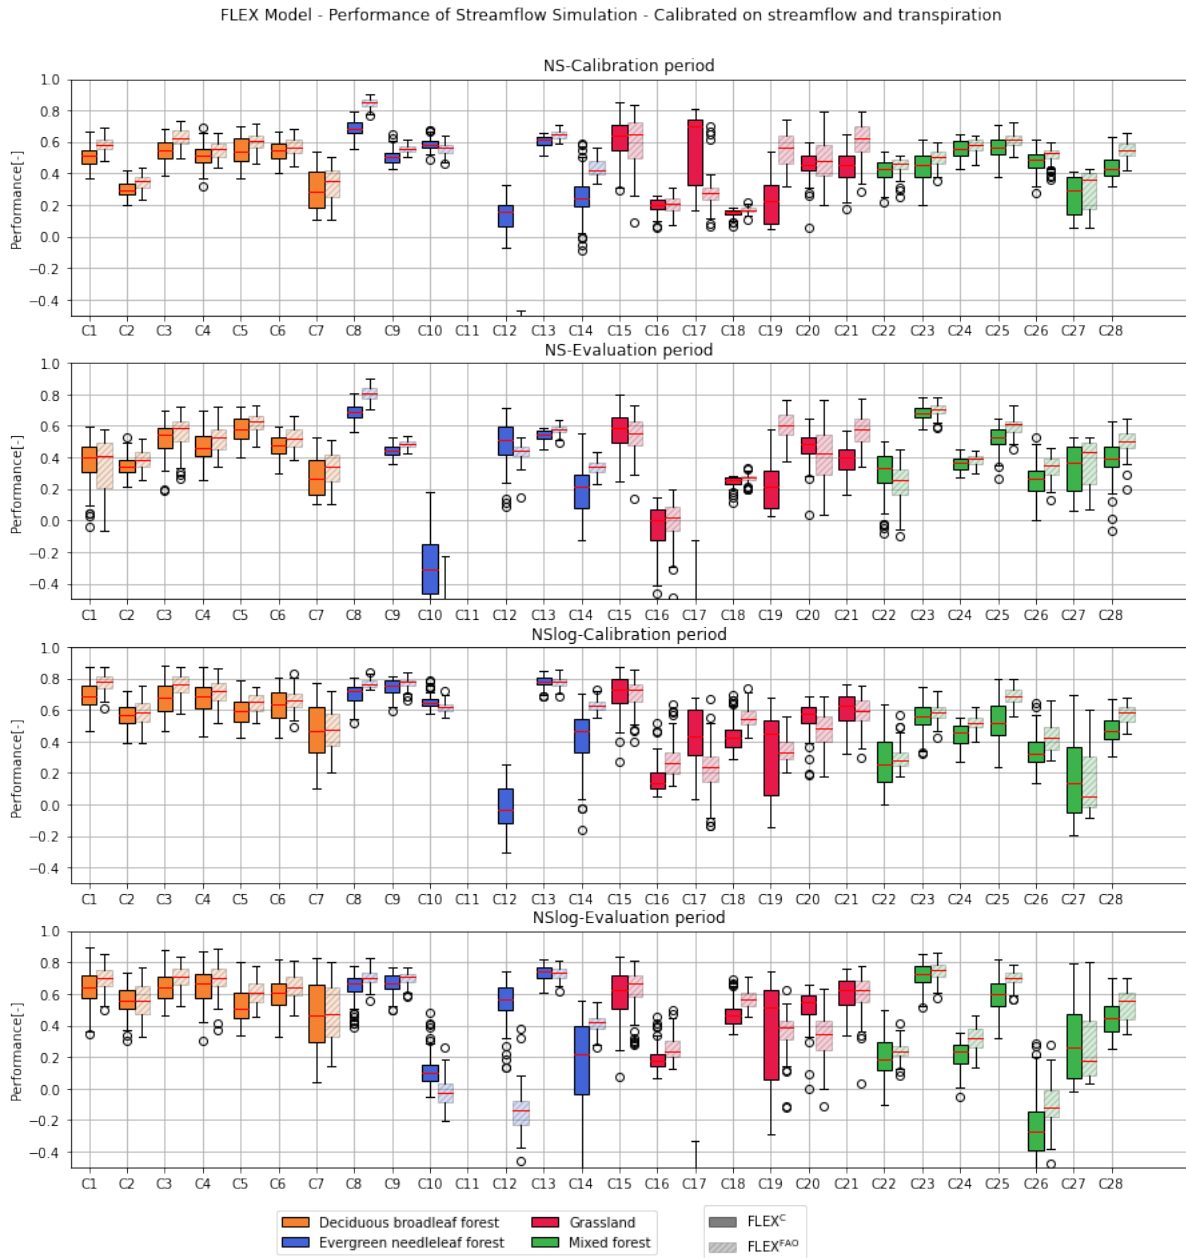 FLEX Model - Performance of Streamflow Simulation - Calibrated on streamflow and transpiration
NS-Calibration period
Performance[-]
1.0
0.8
0.6
0.4
0.2
0.0
−0.2
−0.4
C1 C2 C3 C4 C5 C6 C7 C8 C9 C10 C11 C12 C13 C14 C15 C16 C17 C18 C19 C20 C21 C22 C23 C24 C25 C26 C27 C28
NS-Evaluation period
Performance[-]
1.0
0.8
0.6
0.4
0.2
0.0
−0.2
−0.4
C1 C2 C3 C4 C5 C6 C7 C8 C9 C10 C11 C12 C13 C14 C15 C16 C17 C18 C19 C20 C21 C22 C23 C24 C25 C26 C27 C28
NSlog-Calibration period
Performance[-]
1.0
0.8
0.6
0.4
0.2
0.0
−0.2
−0.4
C1 C2 C3 C4 C5 C6 C7 C8 C9 C10 C11 C12 C13 C14 C15 C16 C17 C18 C19 C20 C21 C22 C23 C24 C25 C26 C27 C28
NSlog-Evaluation period
Performance[-]
1.0
0.8
0.6
0.4
0.2
0.0
−0.2
−0.4
C1 C2 C3 C4 C5 C6 C7 C8 C9 C10 C11 C12 C13 C14 C15 C16 C17 C18 C19 C20 C21 C22 C23 C24 C25 C26 C27 C28
Deciduous broadleaf forest
Evergreen needleleaf forest
Grassland
Mixed forest
FLEX^C
FLEX^FAO